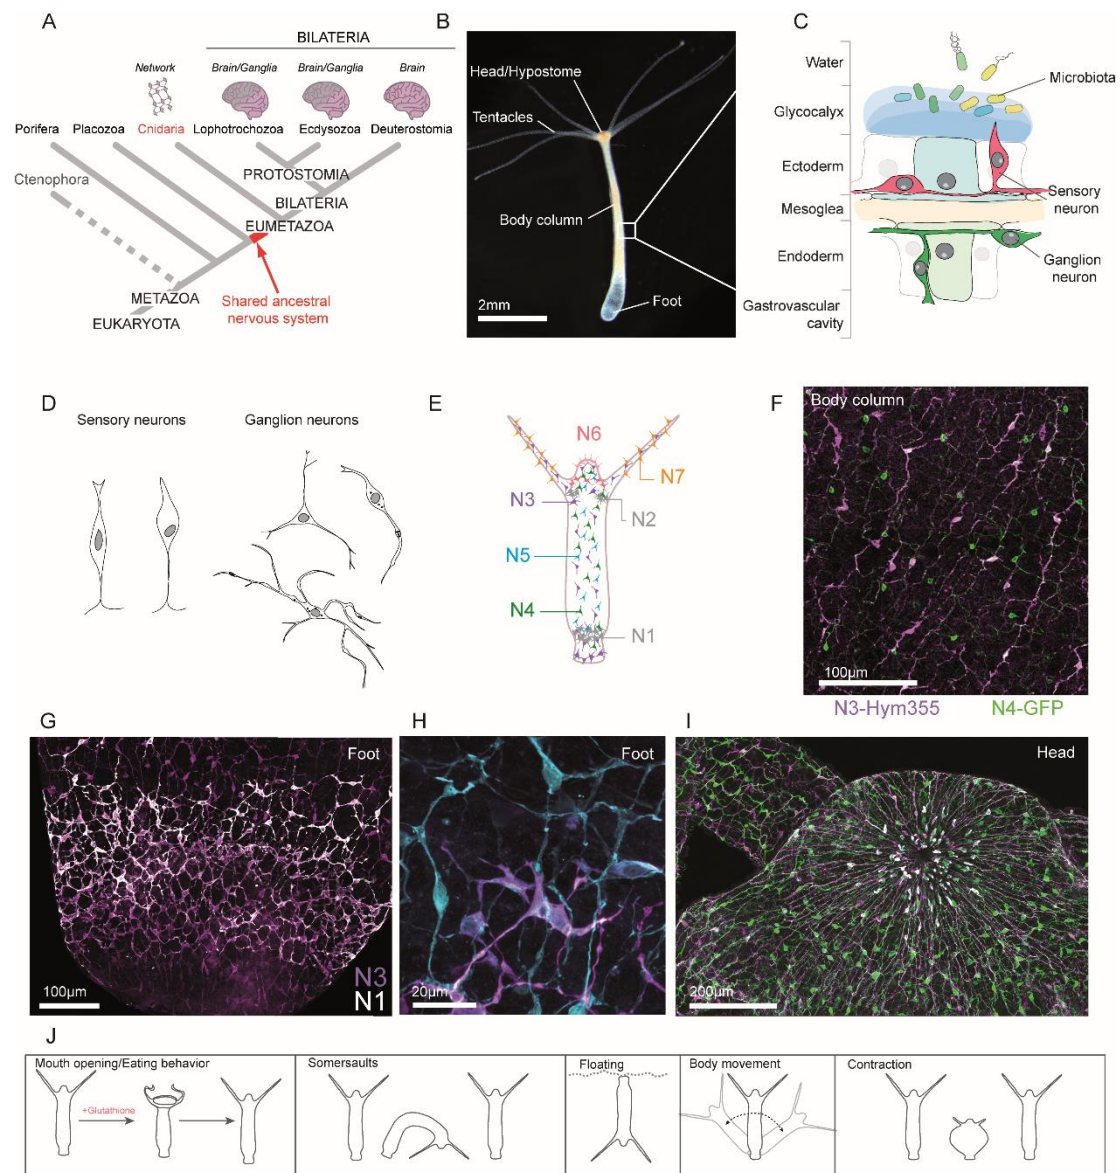 A
BILATERIA
Network
Brain/Ganglia
Brain/Ganglia
Brain
Porifera
Placozoa
Cnidaria
Lophotrochozoa
Ecdysozoa
Deuterostomia
Ctenophora
PROTOSTOMIA
BILATERIA
EUMETAZOA
METAZOA
EUKARYOTA
Shared ancestral
nervous system
B
Head/Hypostome
Tentacles
Body column
Foot
2mm
C
Water
Microbiota
Glycocalyx
Ectoderm
Sensory
neuron
Mesoglea
Endoderm
Ganglion
neuron
Gastrovascular
cavity
D
Sensory neurons
Ganglion neurons
E
N6
N7
N3
N2
N5
N4
N1
F
Body column
100µm
N3-Hym355
N4-GFP
G
Foot
100µm
N3
N1
H
Foot
20µm
I
Head
200µm
J
Mouth opening/Eating behavior
+Glutathione
Somersaults
Floating
Body movement
Contraction